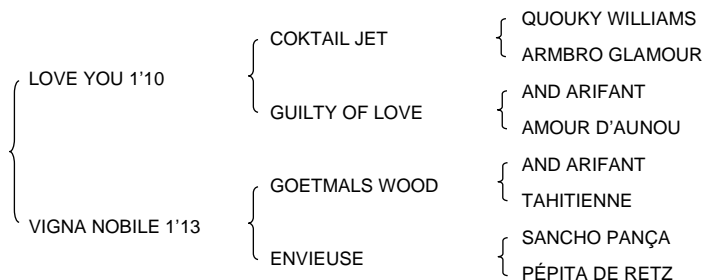 QUOUKY WILLIAMS
COKTAIL JET
ARMBRO GLAMOUR
LOVE YOU 1'10
AND ARIFANT
GUILTY OF LOVE
AMOUR D'AUNOU
AND ARIFANT
GOETMALS WOOD
TAHITIENNE
VIGNA NOBILE 1'13
SANCHO PANÇA
ENVIEUSE
PÉPITA DE RETZ